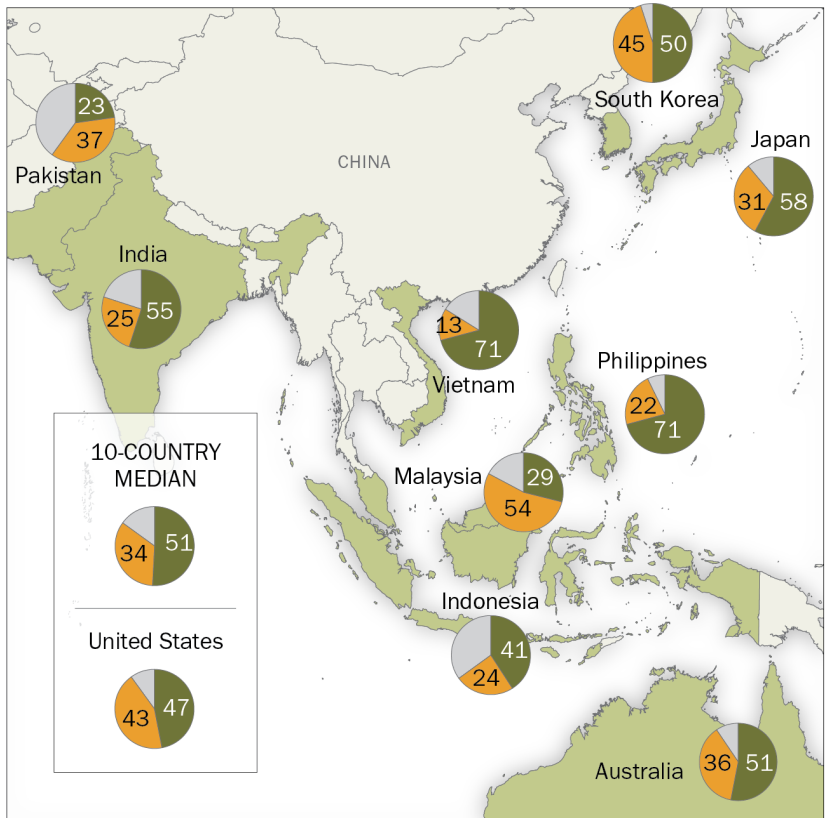 45
50
South Korea
23
37
Pakistan
CHINA
Japan
31
58
India
25
55
13
71
Vietnam
Philippines
22
71
10-COUNTRY
MEDIAN
34
51
Malaysia
29
54
Indonesia
41
24
United States
43
47
Australia
36
51